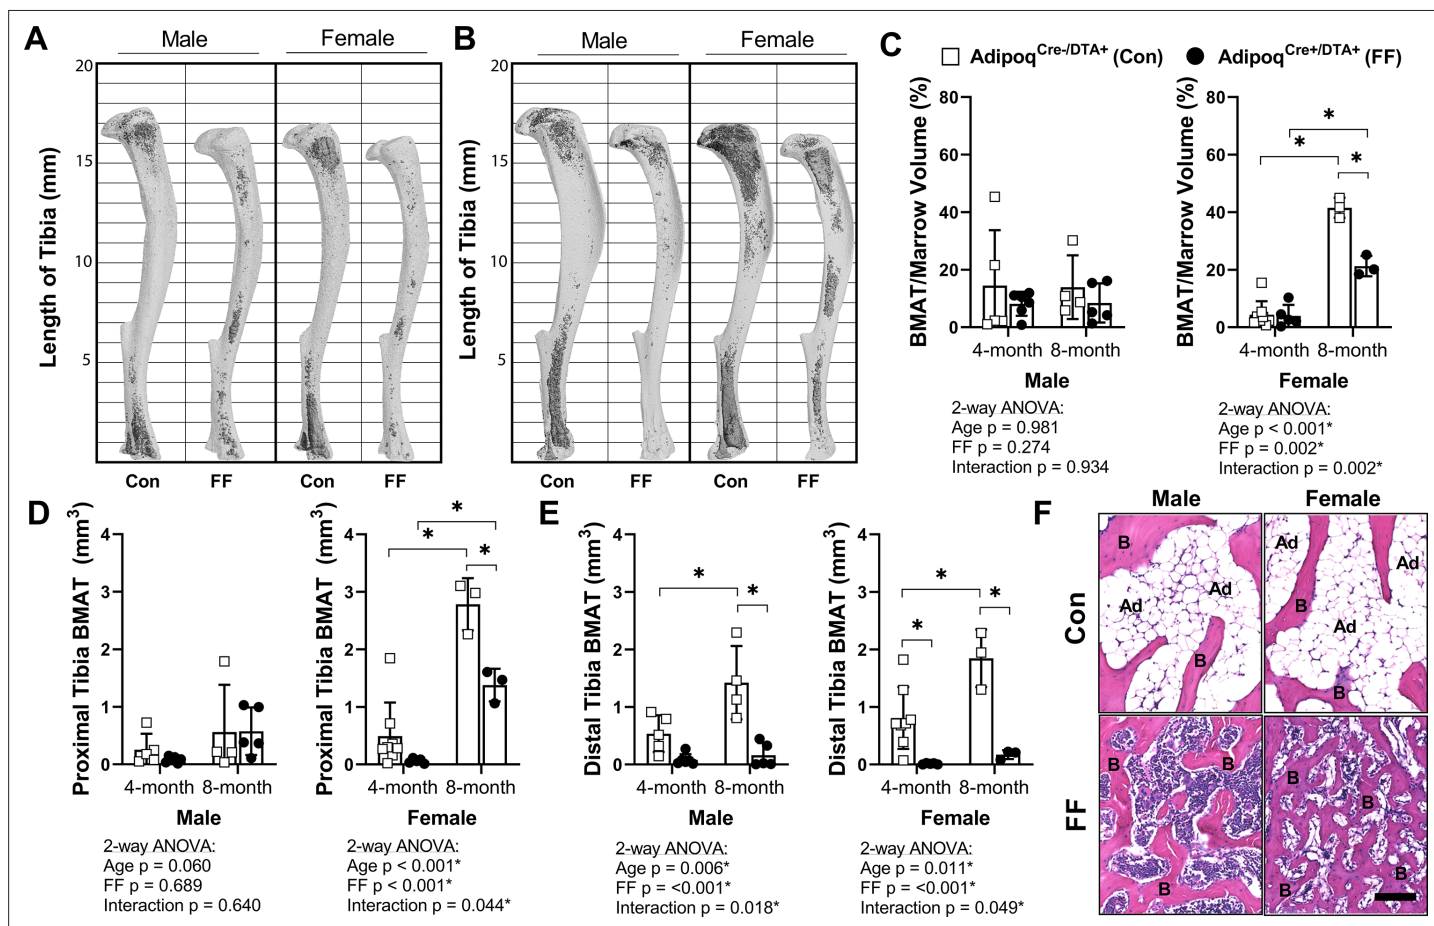 A
Male
Female
20
15
10
5
Length of Tibia (mm)
Con
FF
Con
FF
B
Male
Female
20
15
10
5
Length of Tibia (mm)
Con
FF
Con
FF
C
Adipoq^Cre-/DTA+ (Con)
Adipoq^Cre+/DTA+ (FF)
BMAT/Marrow Volume (%)
80
60
40
20
0
4-month 8-month
Male
2-way ANOVA:
Age p = 0.981
FF p = 0.274
Interaction p = 0.934
BMAT/Marrow Volume (%)
80
60
40
20
0
*
*
*
4-month 8-month
Female
2-way ANOVA:
Age p < 0.001*
FF p = 0.002*
Interaction p = 0.002*
D
Proximal Tibia BMAT (mm³)
4
3
2
1
0
4-month 8-month
Male
2-way ANOVA:
Age p = 0.060
FF p = 0.689
Interaction p = 0.640
Proximal Tibia BMAT (mm³)
4
3
2
1
0
*
*
*
4-month 8-month
Female
2-way ANOVA:
Age p < 0.001*
FF p < 0.001*
Interaction p = 0.044*
E
Distal Tibia BMAT (mm³)
4
3
2
1
0
*
*
4-month 8-month
Male
2-way ANOVA:
Age p = 0.006*
FF p = <0.001*
Interaction p = 0.018*
Distal Tibia BMAT (mm³)
4
3
2
1
0
*
*
*
4-month 8-month
Female
2-way ANOVA:
Age p = 0.011*
FF p = <0.001*
Interaction p = 0.049*
F
Male
Female
Con
B
Ad
Ad
B
Ad
Ad
B
Ad
B
FF
B
B
B
B
B
B
B